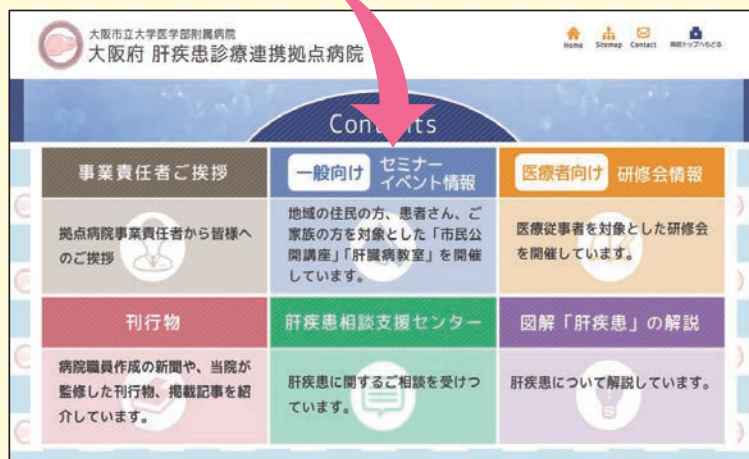 大阪市立大学医学部附属病院
大阪府 肝疾患診療連携拠点病院
Home
Sitemap
Contact
病院トップへもどる
Contents
事業責任者ご挨拶
拠点病院事業責任者から皆様へ
のご挨拶
一般向け
セミナー
イベント情報
地域の住民の方、患者さん、ご
家族の方を対象とした「市民公
開講座」「肝臓病教室」を開催
しています。
医療者向け 研修会情報
医療従事者を対象とした研修会
を開催しています。
刊行物
病院職員作成の新聞や、当院が
監修した刊行物、掲載記事を紹
介しています。
肝疾患相談支援センター
肝疾患に関するご相談を受けつ
ています。
図解「肝疾患」の解説
肝疾患について解説しています。